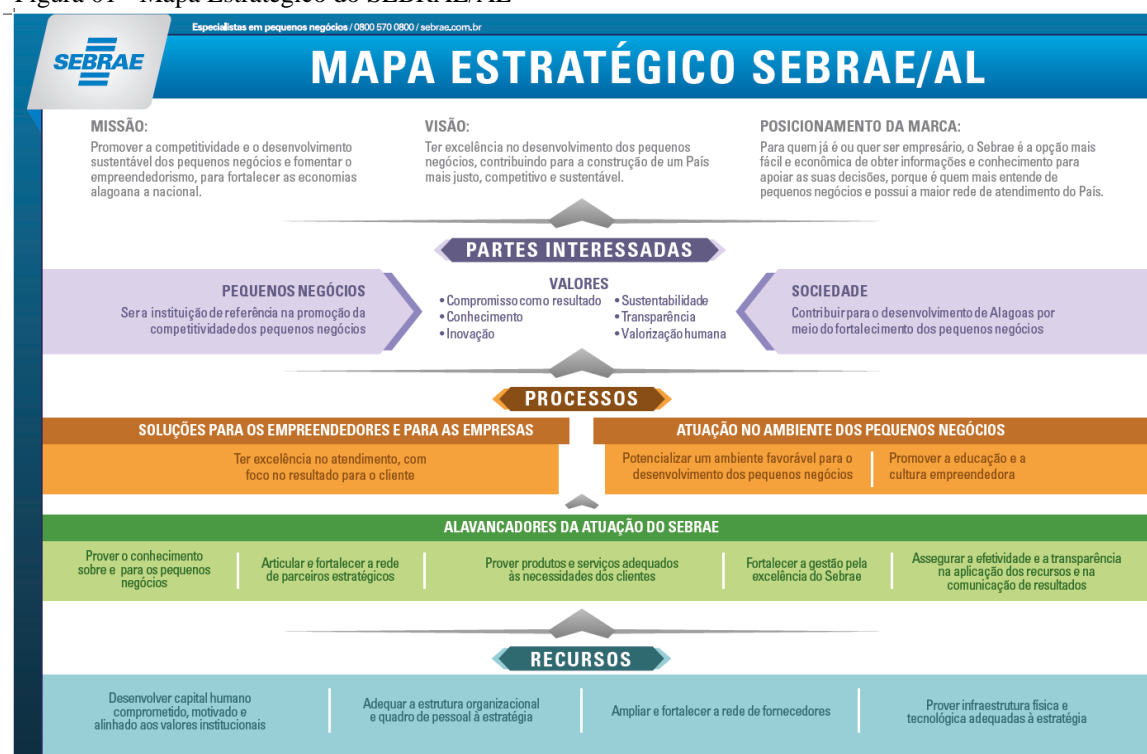 Figura 01 - Mapa Estratégico do SEBRAE/AL
Especialistas em pequenos negócios / 0800 570 0800 / sebrae.com.br
SEBRAE
MAPA ESTRATÉGICO SEBRAE/AL
MISSÃO:
Promover a competitividade e o desenvolvimento
sustentável dos pequenos negócios e fomentar o
empreendedorismo, para fortalecer as economias
alagoana a nacional.
VISÃO:
Ter excelência no desenvolvimento dos pequenos
negócios, contribuindo para a construção de um País
mais justo, competitivo e sustentável.
POSICIONAMENTO DA MARCA:
Para quem já é ou quer ser empresário, o Sebrae é a opção mais
fácil e econômica de obter informações e conhecimento para
apoiar as suas decisões, porque é quem mais entende de
pequenos negócios e possui a maior rede de atendimento do País.
PARTES INTERESSADAS
PEQUENOS NEGÓCIOS
Ser a instituição de referência na promoção da
competitividade dos pequenos negócios
VALORES
• Compromisso com o resultado
• Conhecimento
• Inovação
• Sustentabilidade
• Transparência
• Valorização humana
SOCIEDADE
Contribuir para o desenvolvimento de Alagoas por
meio do fortalecimento dos pequenos negócios
PROCESSOS
SOLUÇÕES PARA OS EMPREENDEDORES E PARA AS EMPRESAS
Ter excelência no atendimento, com
foco no resultado para o cliente
ATUAÇÃO NO AMBIENTE DOS PEQUENOS NEGÓCIOS
Potencializar um ambiente favorável para o
desenvolvimento dos pequenos negócios
Promover a educação e a
cultura empreendedora
ALAVANCADORES DA ATUAÇÃO DO SEBRAE
Prover o conhecimento
sobre e para os pequenos
negócios
Articular e fortalecer a rede
de parceiros estratégicos
Prover produtos e serviços adequados
às necessidades dos clientes
Fortalecer a gestão pela
excelência do Sebrae
Assegurar a efetividade e a transparência
na aplicação dos recursos e na
comunicação de resultados
RECURSOS
Desenvolver capital humano
comprometido, motivado e
alinhado aos valores institucionais
Adequar a estrutura organizacional
e quadro de pessoal à estratégia
Ampliar e fortalecer a rede de fornecedores
Prover infraestrutura física e
tecnológica adequadas à estratégia